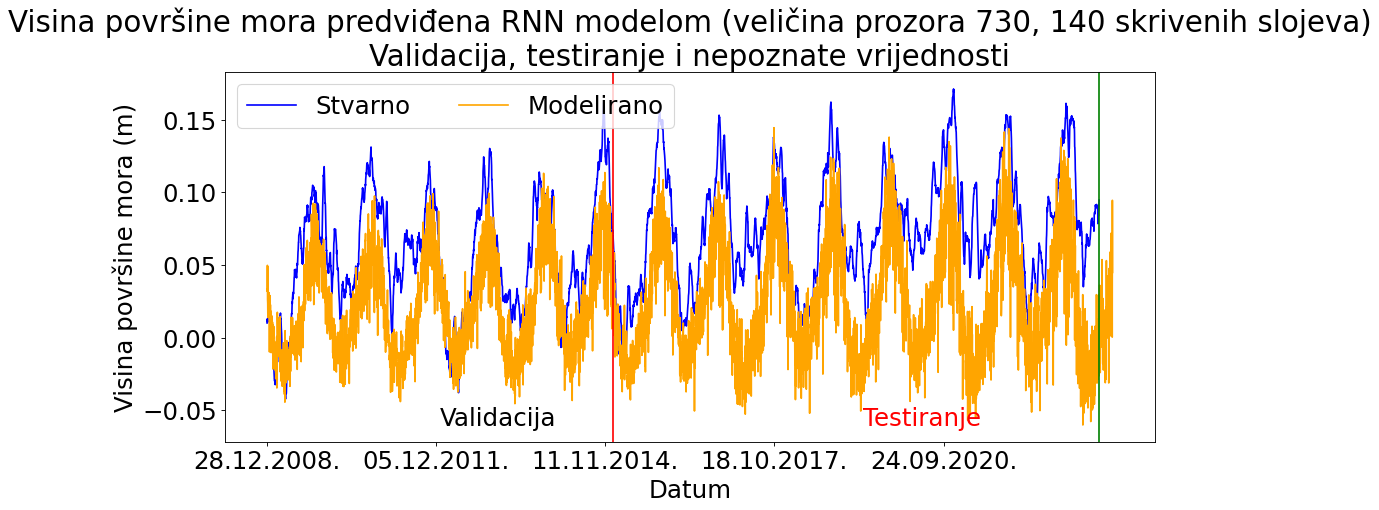 Visina površine mora predviđena RNN modelom (veličina prozora 730, 140 skrivenih slojeva)
Validacija, testiranje i nepoznate vrijednosti
Stvarno Modelirano
Visina površine mora (m)
0.15
0.10
0.05
0.00
−0.05
Validacija Testiranje
28.12.2008. 05.12.2011. 11.11.2014. 18.10.2017. 24.09.2020.
Datum